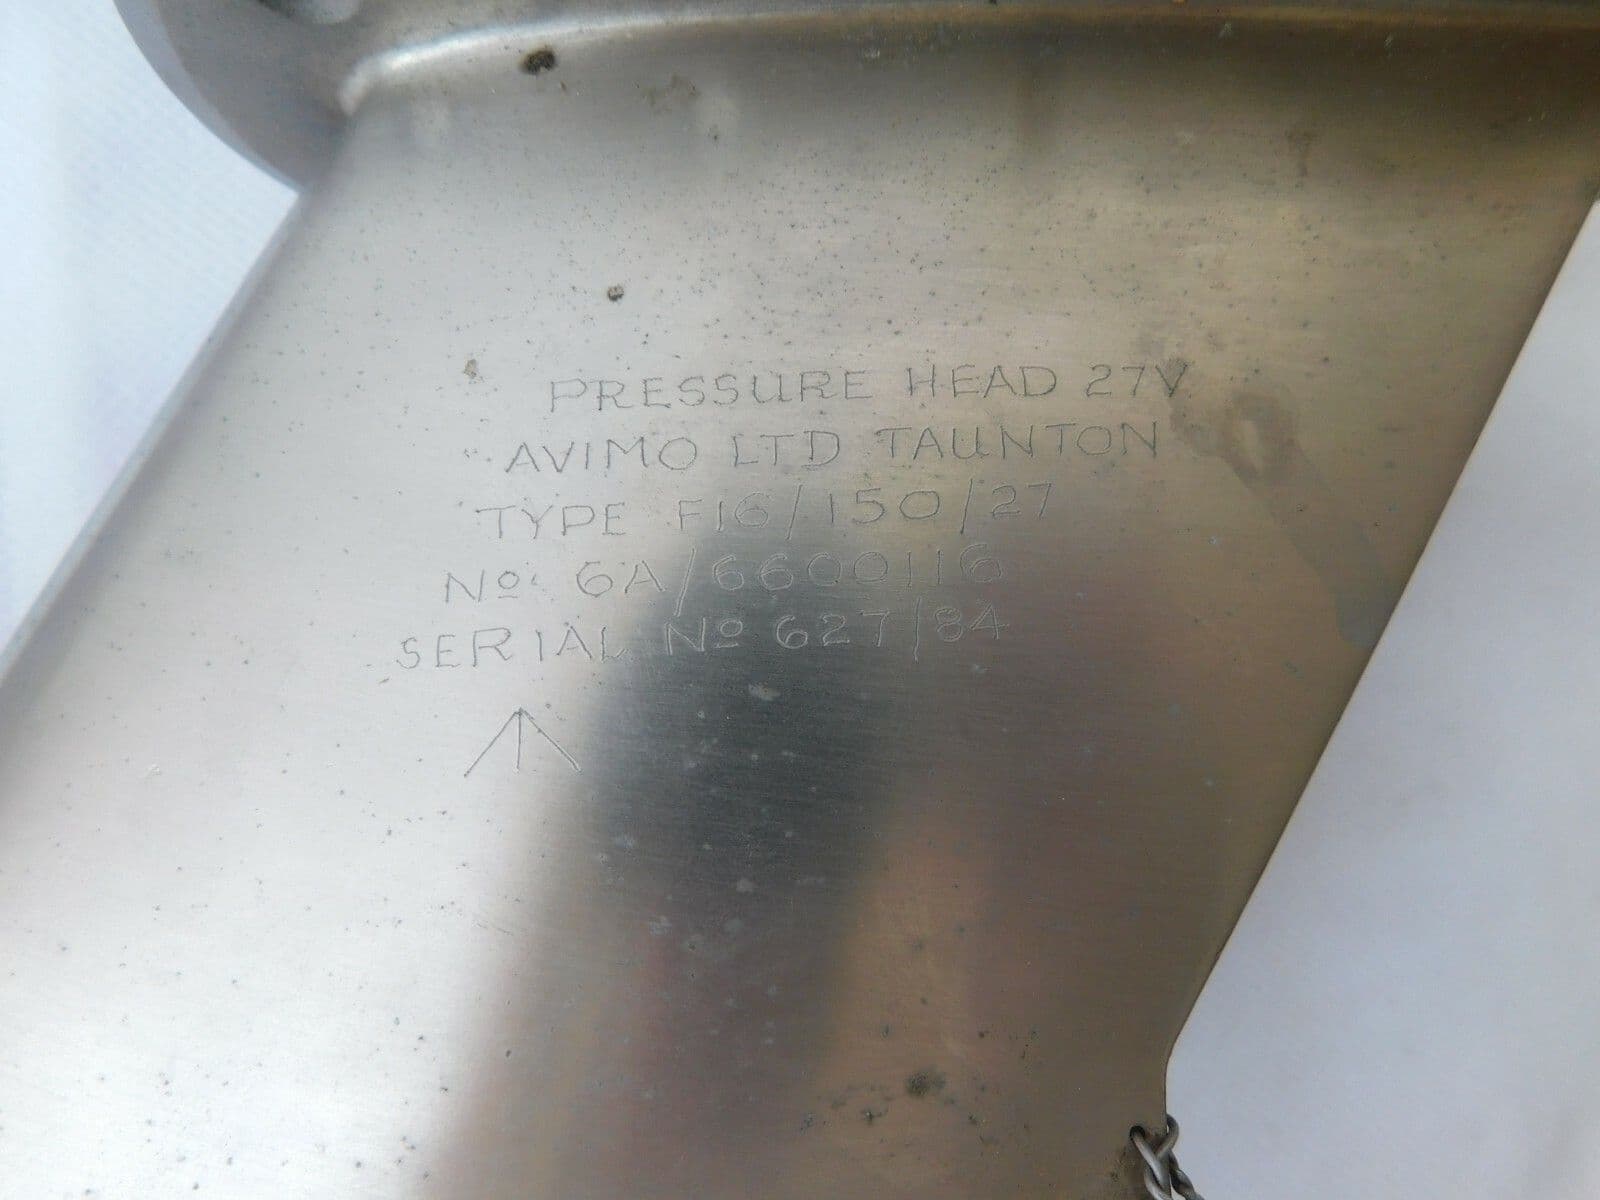 PRESSURE HEAD 27V
AVIMO LTD TAUNTON
TYPE F16/150/27
Nº 6A/6600116
SERIAL Nº 627/84